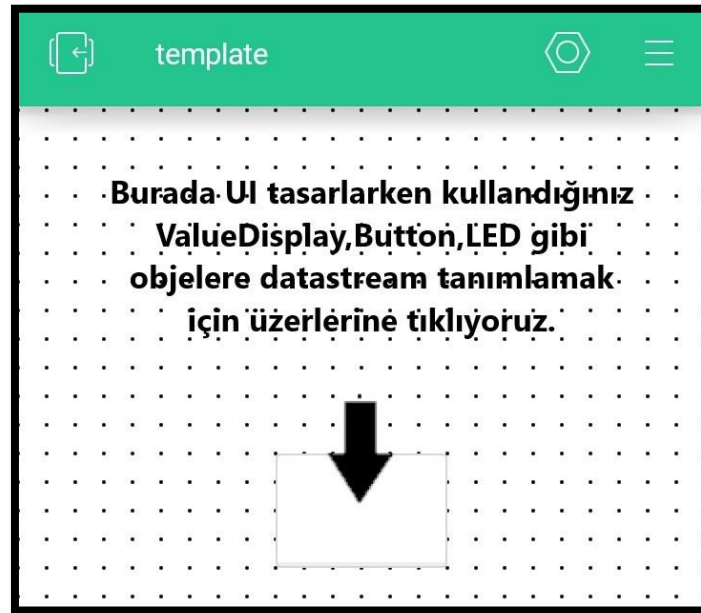 template
Burada UI tasarlarken kullandığınız
ValueDisplay,Button,LED gibi
objelere datastream tanımlamak
için üzerlerine tıklıyoruz.